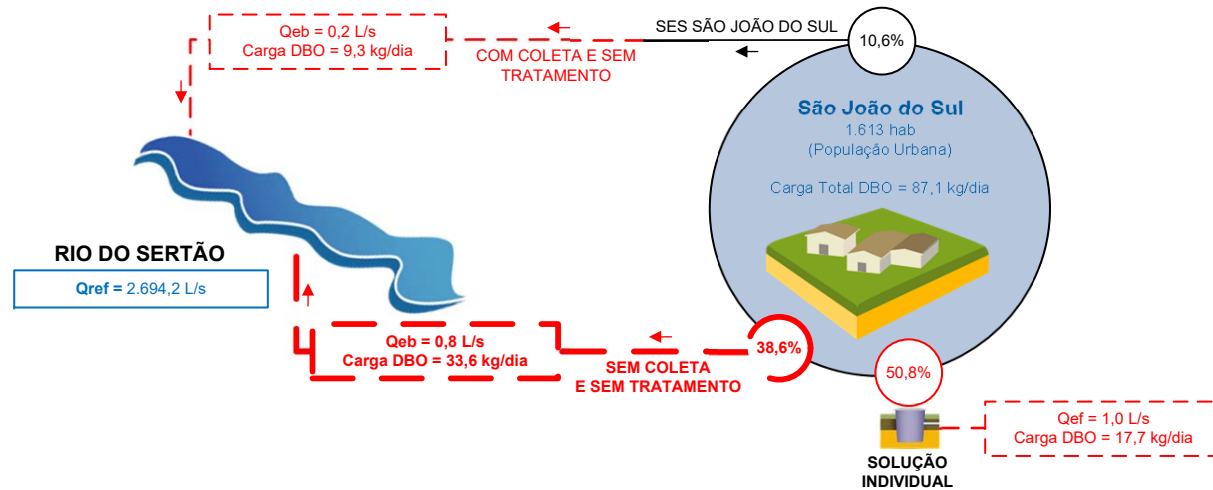 Qeb = 0,2 L/s
Carga DBO = 9,3 kg/dia
COM COLETA E SEM
TRATAMENTO
SES SÃO JOÃO DO SUL
10,6%
São João do Sul
1.613 hab
(População Urbana)
Carga Total DBO = 87,1 kg/dia
RIO DO SERTÃO
Qref = 2.694,2 L/s
Qeb = 0,8 L/s
Carga DBO = 33,6 kg/dia
SEM COLETA
E SEM TRATAMENTO
38,6%
50,8%
SOLUÇÃO
INDIVIDUAL
Qef = 1,0 L/s
Carga DBO = 17,7 kg/dia